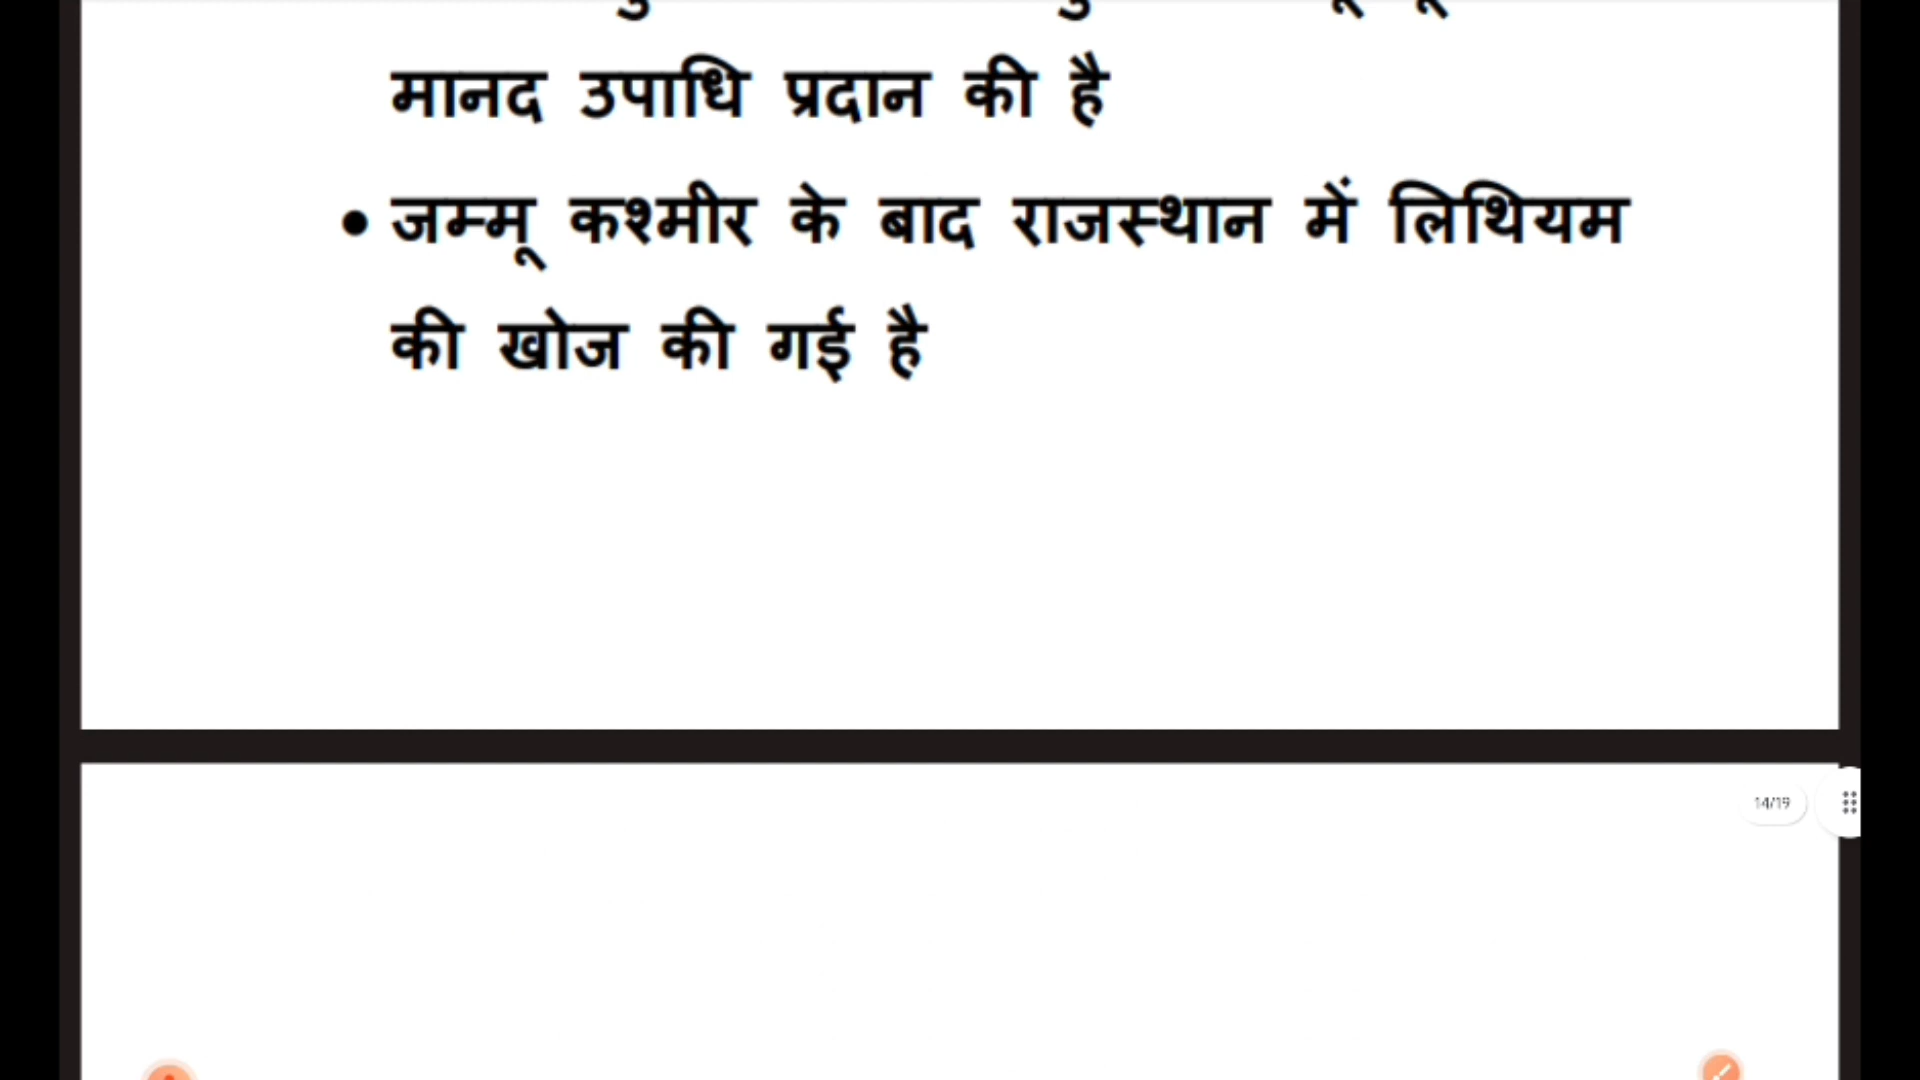 मानद उपाधि प्रदान की है
• जम्मू कश्मीर के बाद राजस्थान में लिथियम
की खोज की गई है
14/19